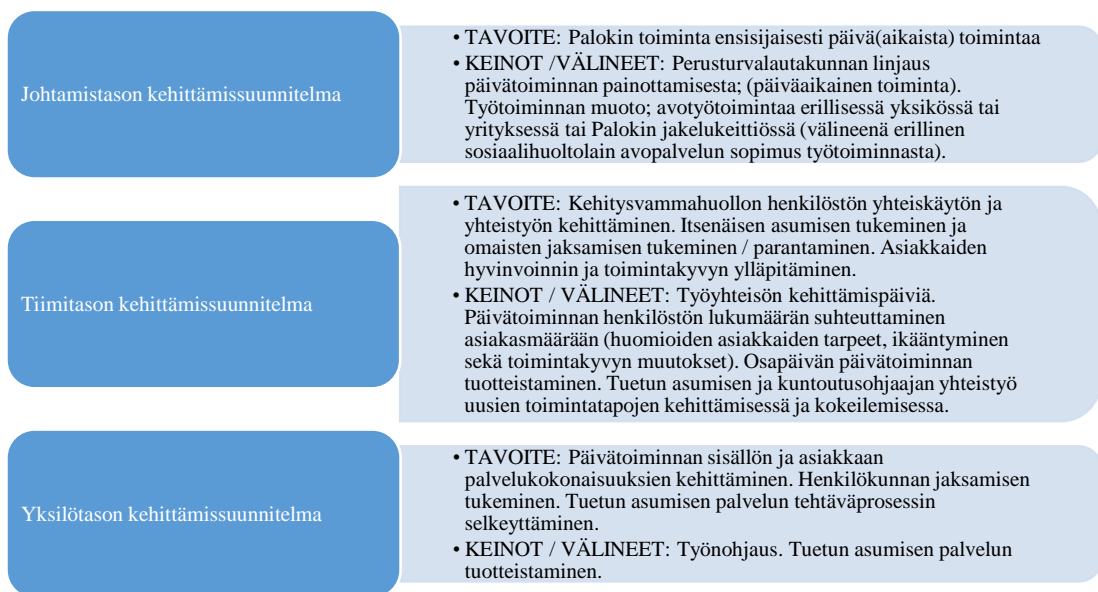 Johtamistason kehittämissuunnitelma
• TAVOITE: Palokin toiminta ensisijaisesti päivä(aikaista) toimintaa
• KEINOT /VÄLINEET: Perusturvalautakunnan linjaus
päivätoiminnan painottamisesta; (päiväaikainen toiminta).
Työtoiminnan muoto; avotyötoimintaa erillisessä yksikössä tai
yrityksessä tai Palokin jakelukeittiössä (välineenä erillinen
sosiaalihuoltolain avopalvelun sopimus työtoiminnasta).
Tiimitason kehittämissuunnitelma
• TAVOITE: Kehitysvammahuollon henkilöstön yhteiskäytön ja
yhteistyön kehittäminen. Itsenäisen asumisen tukeminen ja
omaisten jaksamisen tukeminen / parantaminen. Asiakkaiden
hyvinvoinnin ja toimintakyvyn ylläpitäminen.
• KEINOT / VÄLINEET: Työyhteisön kehittämispäiviä.
Päivätoiminnan henkilöstön lukumäärän suhteuttaminen
asiakasmäärään (huomioiden asiakkaiden tarpeet, ikääntyminen
sekä toimintakyvyn muutokset). Osapäivän päivätoiminnan
tuotteistaminen. Tuetun asumisen ja kuntoutusohjaajan yhteistyö
uusien toimintatapojen kehittämisessä ja kokeilemisessa.
Yksilötason kehittämissuunnitelma
• TAVOITE: Päivätoiminnan sisällön ja asiakkaan
palvelukokonaisuuksien kehittäminen. Henkilökunnan jaksamisen
tukeminen. Tuetun asumisen palvelun tehtäväprosessin
selkeyttäminen.
• KEINOT / VÄLINEET: Työnohjaus. Tuetun asumisen palvelun
tuotteistaminen.